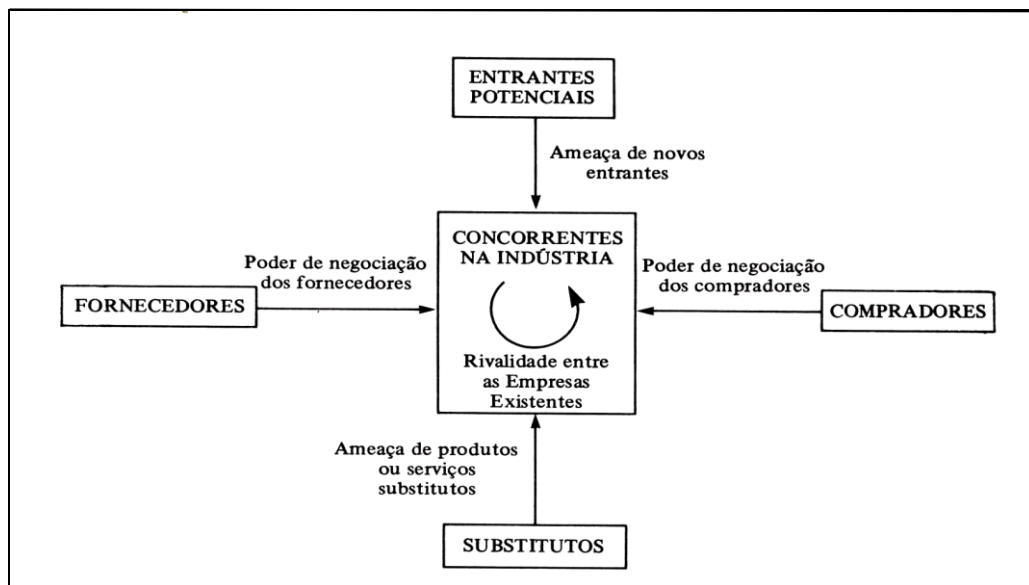 ENTRANTES
POTENCIAIS
Ameaça de novos
entrantes
CONCORRENTES
NA INDÚSTRIA
Poder de negociação
dos fornecedores
Poder de negociação
dos compradores
FORNECEDORES
COMPRADORES
Rivalidade entre
as Empresas
Existentes
Ameaça de produtos
ou serviços
substitutos
SUBSTITUTOS